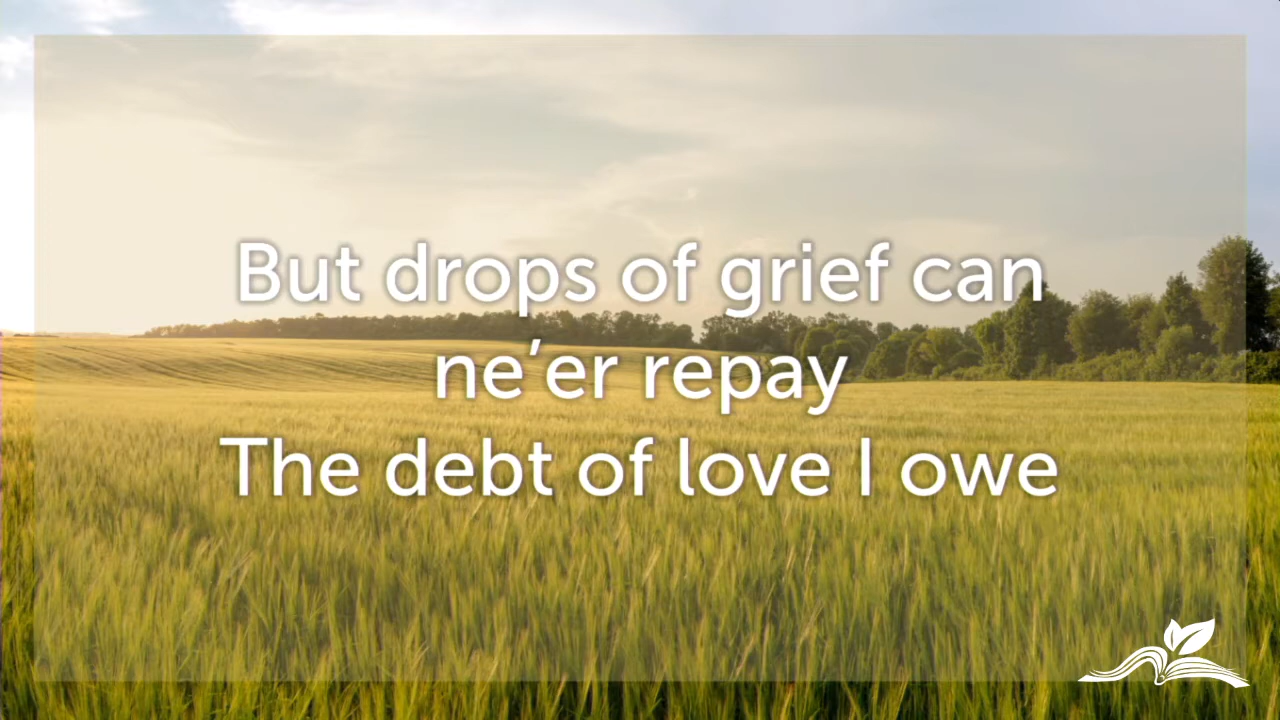 But drops of grief can
ne’er repay
The debt of love I owe